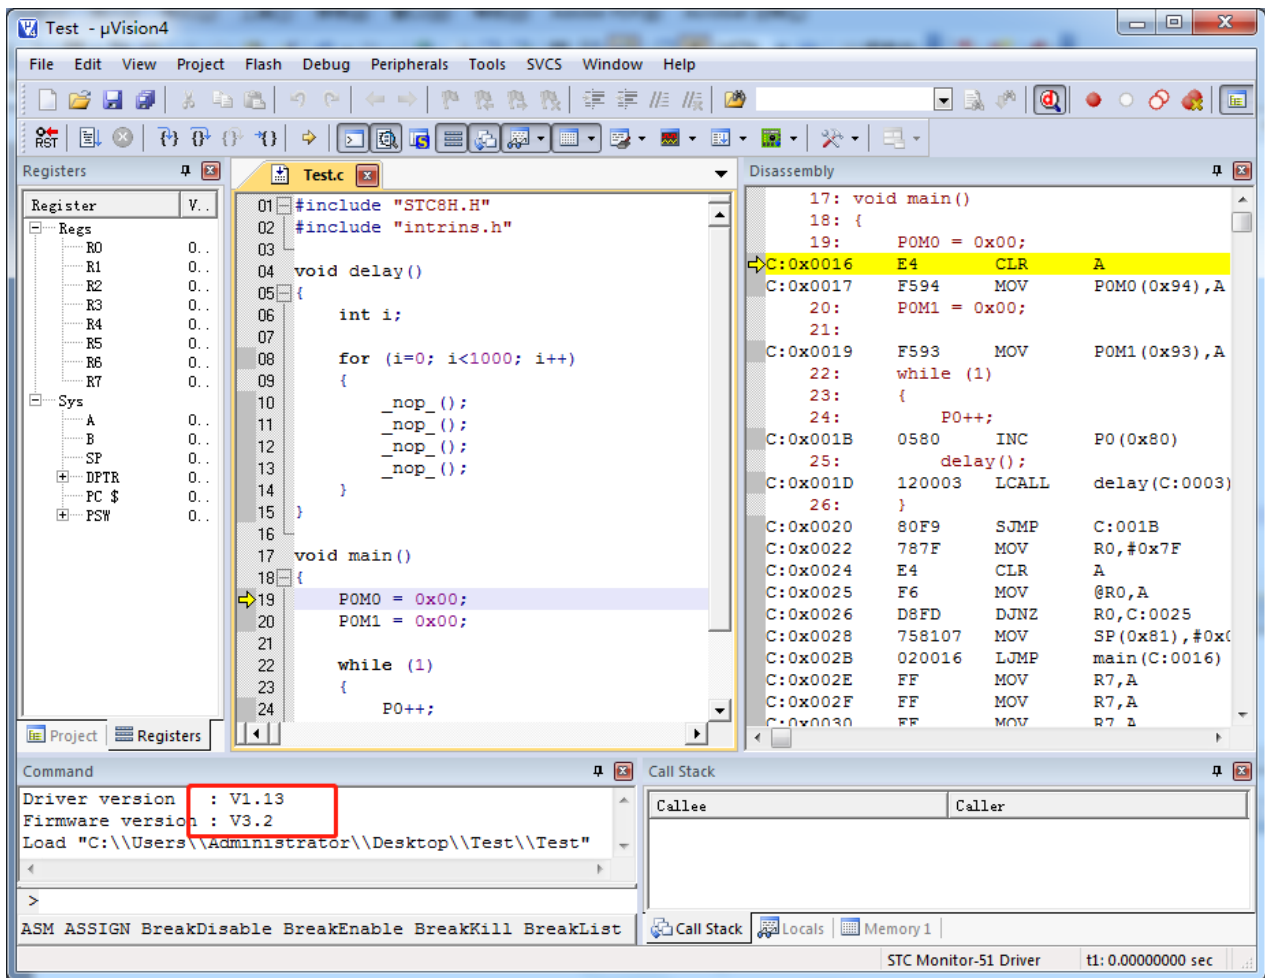 Test - µVision4
File Edit View Project Flash Debug Peripherals Tools SVCS Window Help
RST
Registers
Register V..
Regs
R0 0..
R1 0..
R2 0..
R3 0..
R4 0..
R5 0..
R6 0..
R7 0..
Sys
A 0..
B 0..
SP 0..
DPTR 0..
PC $ 0..
PSW 0..
Project Registers
Test.c
01 #include "STC8H.H"
02 #include "intrins.h"
03
04 void delay()
05 {
06 int i;
07
08 for (i=0; i<1000; i++)
09 {
10 _nop_();
11 _nop_();
12 _nop_();
13 _nop_();
14 }
15 }
16
17 void main()
18 {
19 P0M0 = 0x00;
20 P0M1 = 0x00;
21
22 while (1)
23 {
24 P0++;
Disassembly
17: void main()
18: {
19: P0M0 = 0x00;
C:0x0016 E4 CLR A
C:0x0017 F594 MOV P0M0(0x94),A
20: P0M1 = 0x00;
21:
C:0x0019 F593 MOV P0M1(0x93),A
22: while (1)
23: {
24: P0++;
C:0x001B 0580 INC P0(0x80)
25: delay();
C:0x001D 120003 LCALL delay(C:0003)
26: }
C:0x0020 80F9 SJMP C:001B
C:0x0022 787F MOV R0,#0x7F
C:0x0024 E4 CLR A
C:0x0025 F6 MOV @R0,A
C:0x0026 D8FD DJNZ R0,C:0025
C:0x0028 758107 MOV SP(0x81),#0x0
C:0x002B 020016 LJMP main(C:0016)
C:0x002E FF MOV R7,A
C:0x002F FF MOV R7,A
C:0x0030 FF MOV R7,A
Command
Driver version : V1.13
Firmware version : V3.2
Load "C:\\Users\\Administrator\\Desktop\\Test\\Test"
>
ASM ASSIGN BreakDisable BreakEnable BreakKill BreakList
Call Stack
Callee Caller
Call Stack Locals Memory 1
STC Monitor-51 Driver t1: 0.00000000 sec